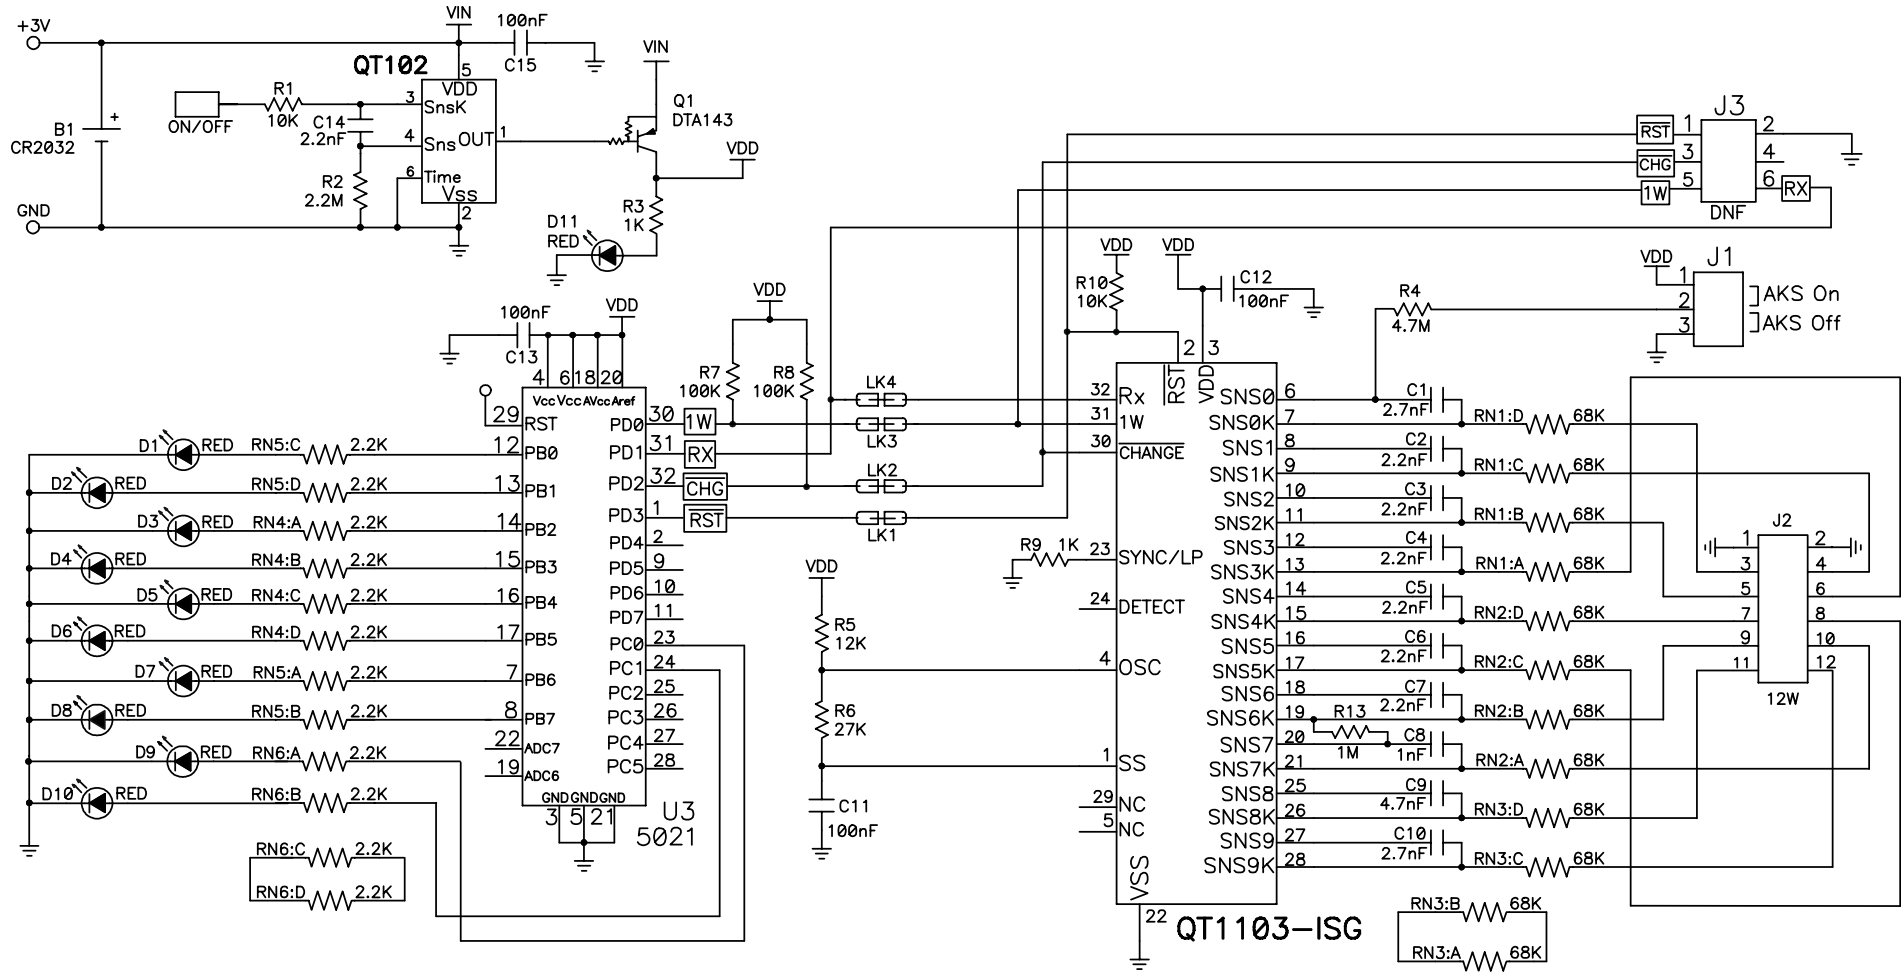 +3V
VIN
100nF
C15
QT102
5
VDD
R1
10K
ON/OFF
3
SnsK
C14
2.2nF
4
Sns
OUT
1
6
Time
Vss
2
B1
+
CR2032
R2
2.2M
GND
VIN
Q1
DTA143
VDD
R3
1K
D11
RED
J3
RST
1
2
CHG
3
4
1W
5
6
RX
DNF
VDD
J1
1
2
3
AKS On
AKS Off
R4
4.7M
VDD
VDD
R10
10K
C12
100nF
VDD
R7
100K
R8
100K
100nF
C13
VDD
4
6
18
20
Vcc
Vcc
AVcc
Aref
29
RST
D1
RED
RN5:C
2.2K
12
PB0
D2
RED
RN5:D
2.2K
13
PB1
D3
RED
RN4:A
2.2K
14
PB2
D4
RED
RN4:B
2.2K
15
PB3
D5
RED
RN4:C
2.2K
16
PB4
D6
RED
RN4:D
2.2K
17
PB5
D7
RED
RN5:A
2.2K
7
PB6
D8
RED
RN5:B
2.2K
8
PB7
D9
RED
RN6:A
2.2K
22
ADC7
19
ADC6
D10
RED
RN6:B
2.2K
RN6:C
2.2K
RN6:D
2.2K
PD0
30
1W
PD1
31
RX
PD2
32
CHG
PD3
1
RST
PD4
2
PD5
9
PD6
10
PD7
11
PC0
23
PC1
24
PC2
25
PC3
26
PC4
27
PC5
28
GND
GND
GND
3
5
21
U3
5021
LK4
LK3
LK2
LK1
R9
1K
VDD
R5
12K
R6
27K
C11
100nF
2
3
RST
VDD
32
Rx
31
1W
30
CHANGE
23
SYNC/LP
24
DETECT
4
OSC
1
SS
29
NC
5
NC
VSS
22
QT1103-ISG
SNS0
6
C1
2.7nF
SNS0K
7
RN1:D
68K
SNS1
8
C2
2.2nF
SNS1K
9
RN1:C
68K
SNS2
10
C3
2.2nF
SNS2K
11
RN1:B
68K
SNS3
12
C4
2.2nF
SNS3K
13
RN1:A
68K
SNS4
14
C5
2.2nF
SNS4K
15
RN2:D
68K
SNS5
16
C6
2.2nF
SNS5K
17
RN2:C
68K
SNS6
18
C7
2.2nF
SNS6K
19
R13
1M
RN2:B
68K
SNS7
20
C8
1nF
SNS7K
21
RN2:A
68K
SNS8
25
C9
4.7nF
SNS8K
26
RN3:D
68K
SNS9
27
C10
2.7nF
SNS9K
28
RN3:C
68K
RN3:B
68K
RN3:A
68K
J2
1
2
3
4
5
6
7
8
9
10
11
12
12W